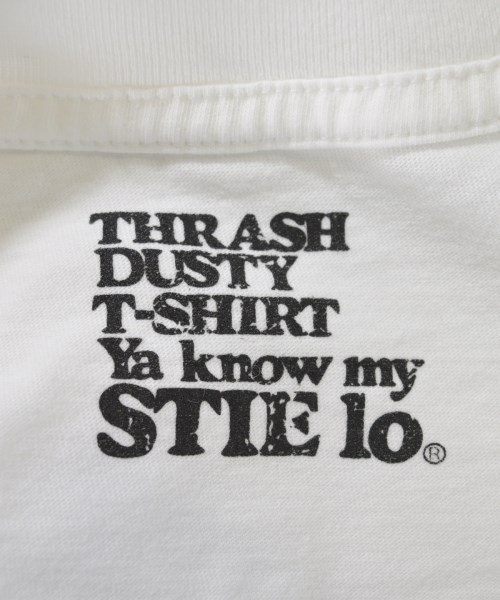 THRASH
DUSTY
T-SHIRT
Ya know my
STIE lo®